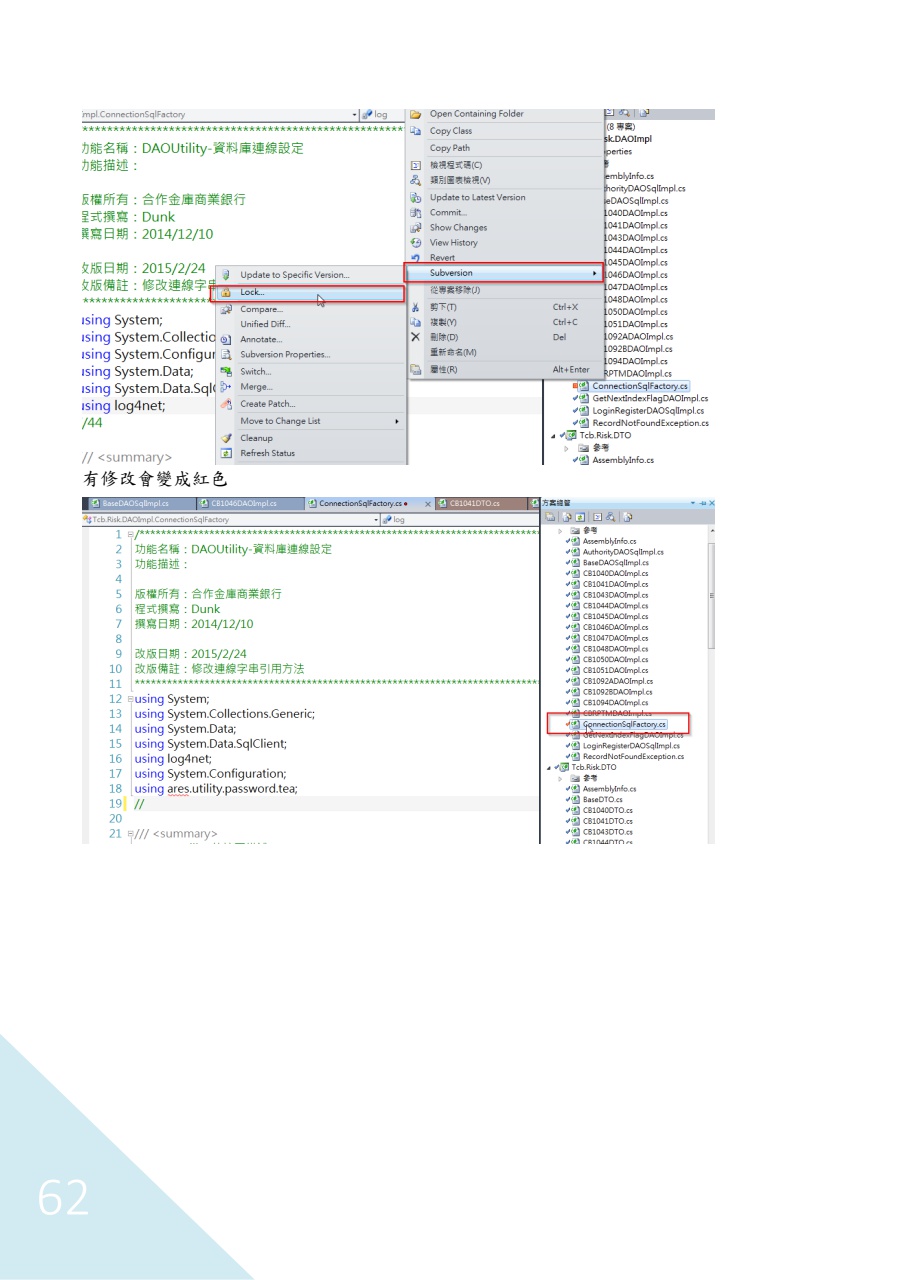 mpl.ConnectionSqlFactory
log
****************************************************
功能名稱：DAOUtility-資料庫連線設定
功能描述：
版權所有：合作金庫商業銀行
程式撰寫：Dunk
撰寫日期：2014/12/10
改版日期：2015/2/24
改版備註：修改連線字串
using System;
using System.Collectio
using System.Configur
using System.Data;
using System.Data.SqlC
using log4net;
/44
// <summary>
Update to Specific Version...
Lock...
Compare...
Unified Diff...
Annotate...
Subversion Properties...
Switch...
Merge...
Create Patch...
Move to Change List
Cleanup
Refresh Status
Open Containing Folder
Copy Class
Copy Path
檢視程式碼(C)
類別圖表檢視(V)
Update to Latest Version
Commit...
Show Changes
View History
Revert
Subversion
從專案移除(J)
剪下(T) Ctrl+X
複製(Y) Ctrl+C
刪除(D) Del
重新命名(M)
屬性(R) Alt+Enter
(8 專案)
sk.DAOImpl
perties
emblyInfo.cs
thorityDAOSqlImpl.cs
seDAOSqlImpl.cs
1040DAOImpl.cs
1041DAOImpl.cs
1043DAOImpl.cs
1044DAOImpl.cs
1045DAOImpl.cs
1046DAOImpl.cs
1047DAOImpl.cs
1048DAOImpl.cs
1050DAOImpl.cs
1051DAOImpl.cs
1092ADAOImpl.cs
1092BDAOImpl.cs
1094DAOImpl.cs
RPTMDAOImpl.cs
ConnectionSqlFactory.cs
GetNextIndexFlagDAOImpl.cs
LoginRegisterDAOSqlImpl.cs
RecordNotFoundException.cs
Tcb.Risk.DTO
參考
AssemblyInfo.cs
有修改會變成紅色
BaseDAOSqlImpl.cs
CB1046DAOImpl.cs
ConnectionSqlFactory.cs
CB1041DTO.cs
Tcb.Risk.DAOImpl.ConnectionSqlFactory
log
1 /****************************************************
2 功能名稱：DAOUtility-資料庫連線設定
3 功能描述：
4
5 版權所有：合作金庫商業銀行
6 程式撰寫：Dunk
7 撰寫日期：2014/12/10
8
9 改版日期：2015/2/24
10 改版備註：修改連線字串引用方法
11 ****************************************************
12 using System;
13 using System.Collections.Generic;
14 using System.Data;
15 using System.Data.SqlClient;
16 using log4net;
17 using System.Configuration;
18 using ares.utility.password.tea;
19 //
20
21 /// <summary>
方案總管
參考
AssemblyInfo.cs
AuthorityDAOSqlImpl.cs
BaseDAOSqlImpl.cs
CB1040DAOImpl.cs
CB1041DAOImpl.cs
CB1043DAOImpl.cs
CB1044DAOImpl.cs
CB1045DAOImpl.cs
CB1046DAOImpl.cs
CB1047DAOImpl.cs
CB1048DAOImpl.cs
CB1050DAOImpl.cs
CB1051DAOImpl.cs
CB1092ADAOImpl.cs
CB1092BDAOImpl.cs
CB1094DAOImpl.cs
CBRPTMDAOImpl.cs
ConnectionSqlFactory.cs
GetNextIndexFlagDAOImpl.cs
LoginRegisterDAOSqlImpl.cs
RecordNotFoundException.cs
Tcb.Risk.DTO
參考
AssemblyInfo.cs
BaseDTO.cs
CB1040DTO.cs
CB1041DTO.cs
CB1043DTO.cs
CB1044DTO.cs
62